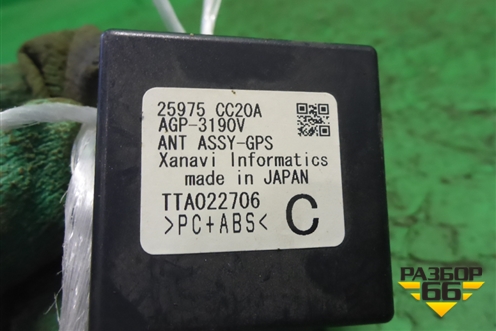 25975 CC20A
AGP-3190V
ANT ASSY-GPS
Xanavi Informatics
made in JAPAN
TTA022706
>PC+ABS<
C
РАЗБОР
66